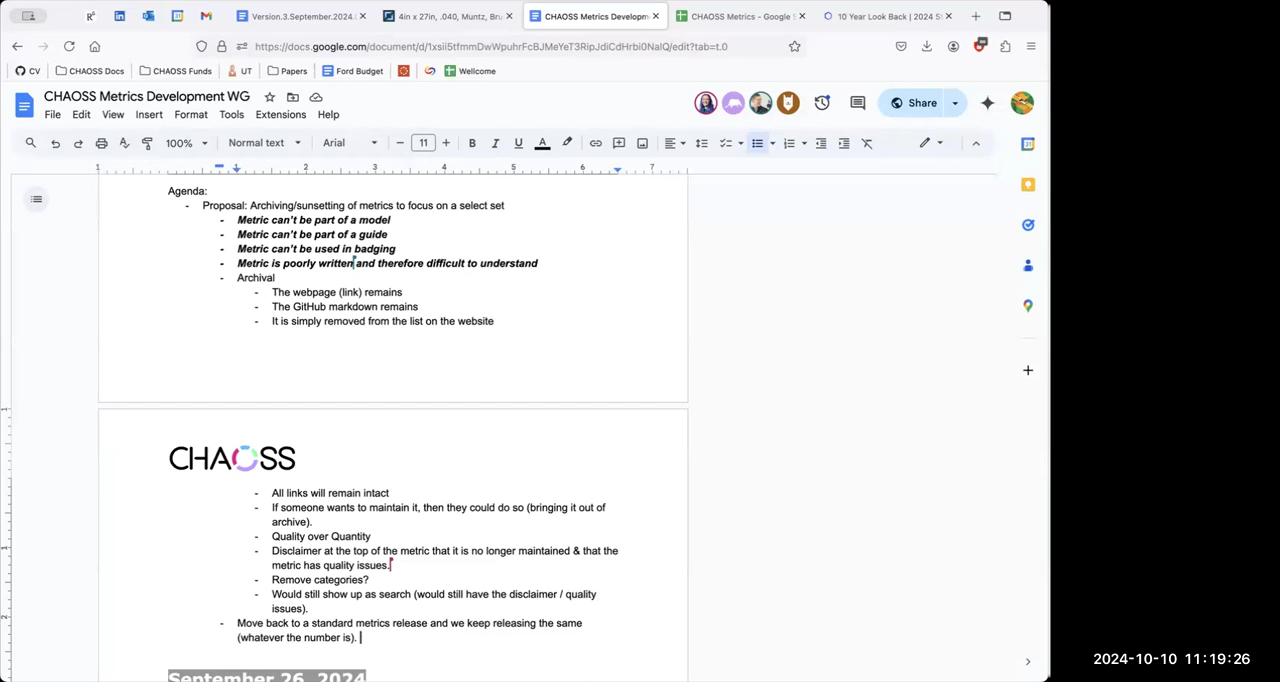 Version.3.September.2024.
4in x 27in, .040, Muntz, Bru
CHAOSS Metrics Developm
CHAOSS Metrics - Google S
10 Year Look Back | 2024 S
https://docs.google.com/document/d/1xsii5tfmmDwWpuhrFcBJMeYeT3RipJdiCdHrbi0NalQ/edit?tab=t.0
CV
CHAOSS Docs
CHAOSS Funds
UT
Papers
Ford Budget
Wellcome
CHAOSS Metrics Development WG
File Edit View Insert Format Tools Extensions Help
Share
100% Normal text Arial 11
1 1 2 3 4 5 6 7
Agenda:
- Proposal: Archiving/sunsetting of metrics to focus on a select set
- Metric can't be part of a model
- Metric can't be part of a guide
- Metric can't be used in badging
- Metric is poorly written and therefore difficult to understand
- Archival
- The webpage (link) remains
- The GitHub markdown remains
- It is simply removed from the list on the website
CHAOSS
- All links will remain intact
- If someone wants to maintain it, then they could do so (bringing it out of
archive).
- Quality over Quantity
- Disclaimer at the top of the metric that it is no longer maintained & that the
metric has quality issues.
- Remove categories?
- Would still show up as search (would still have the disclaimer / quality
issues).
- Move back to a standard metrics release and we keep releasing the same
(whatever the number is).
September 26, 2024
2024-10-10 11:19:26